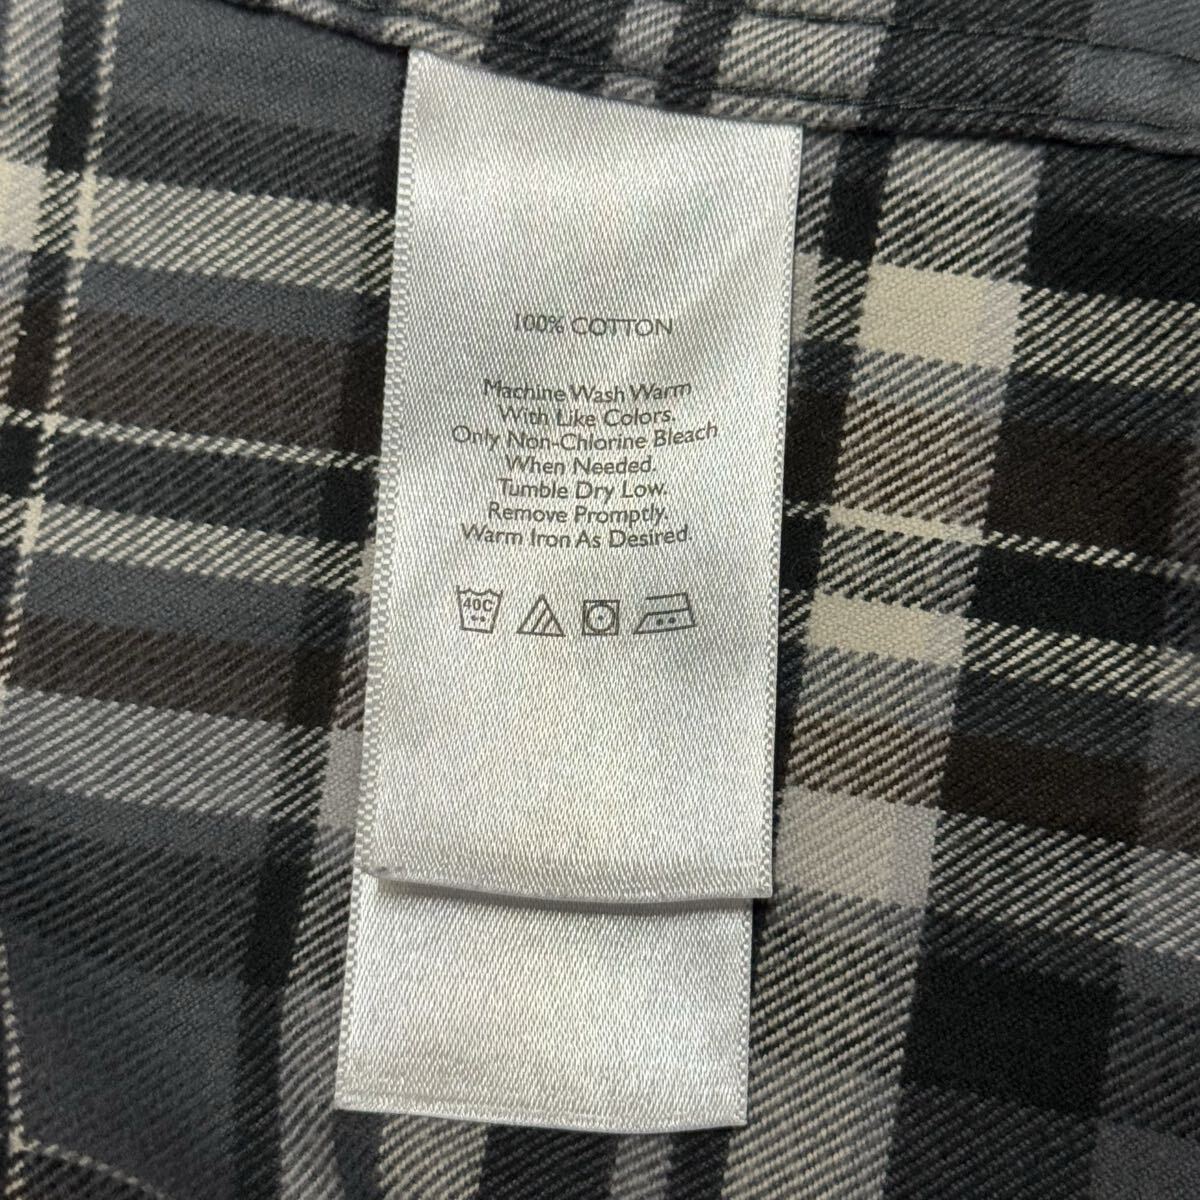 100% COTTON
Machine Wash Warm
With Like Colors.
Only Non-Chlorine Bleach
When Needed.
Tumble Dry Low.
Remove Promptly.
Warm Iron As Desired.
40C